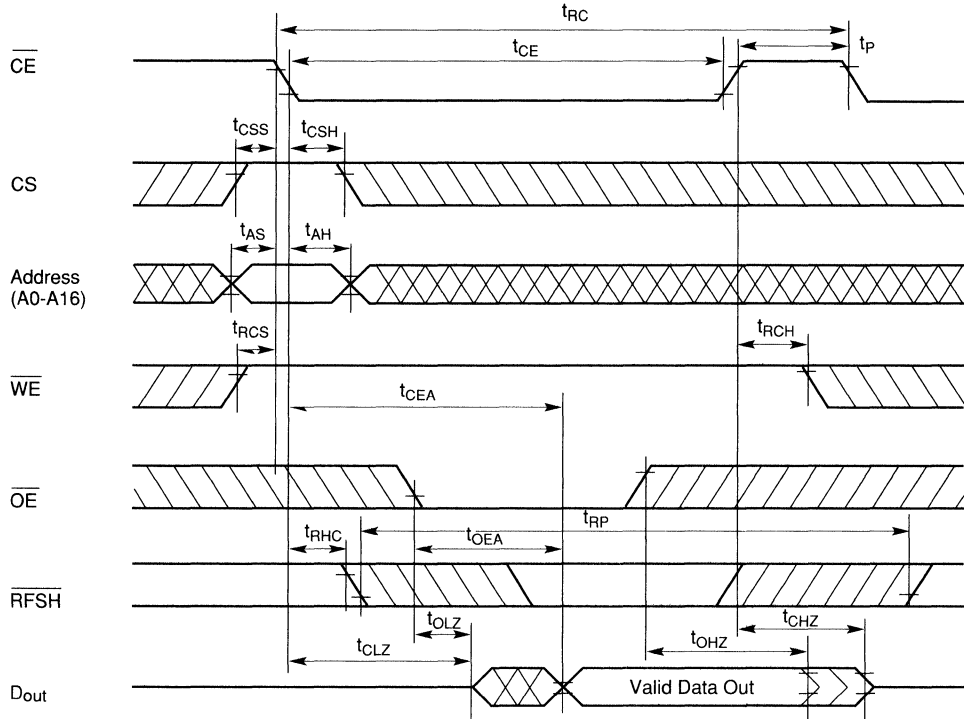 tRC
tCE
tP
CE
tCSS
tCSH
CS
tAS
tAH
Address
(A0-A16)
tRCS
tRCH
WE
tCEA
OE
tRP
tRHC
tOEA
RFSH
tOLZ
tCHZ
tCLZ
tOHZ
Dout
Valid Data Out